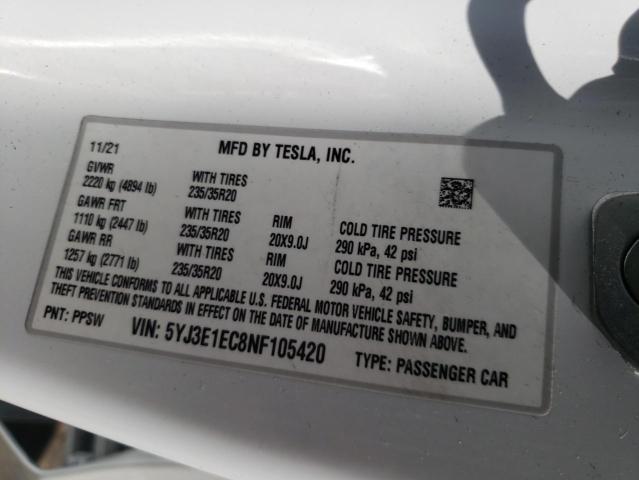 11/21 MFD BY TESLA, INC.
GVWR
2220 kg (4894 lb)
WITH TIRES
235/35R20
GAWR FRT
1110 kg (2447 lb)
WITH TIRES
235/35R20
RIM
20X9.0J
COLD TIRE PRESSURE
290 kPa, 42 psi
GAWR RR
1257 kg (2771 lb)
WITH TIRES
235/35R20
RIM
20X9.0J
COLD TIRE PRESSURE
290 kPa, 42 psi
THIS VEHICLE CONFORMS TO ALL APPLICABLE U.S. FEDERAL MOTOR VEHICLE SAFETY, BUMPER, AND
THEFT PREVENTION STANDARDS IN EFFECT ON THE DATE OF MANUFACTURE SHOWN ABOVE.
PNT: PPSW VIN: 5YJ3E1EC8NF105420 TYPE: PASSENGER CAR